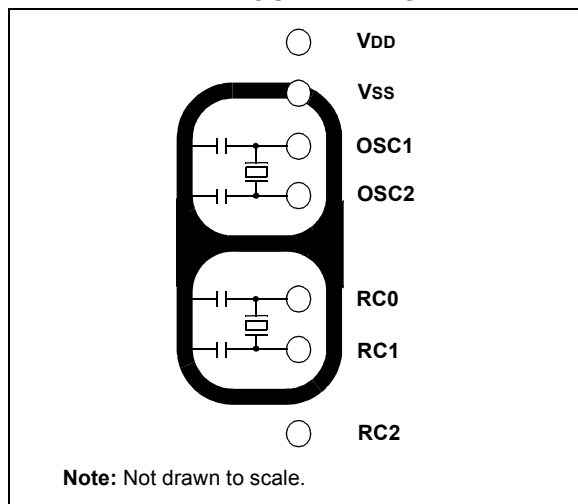 VDD
VSS
OSC1
OSC2
RC0
RC1
RC2
Note: Not drawn to scale.